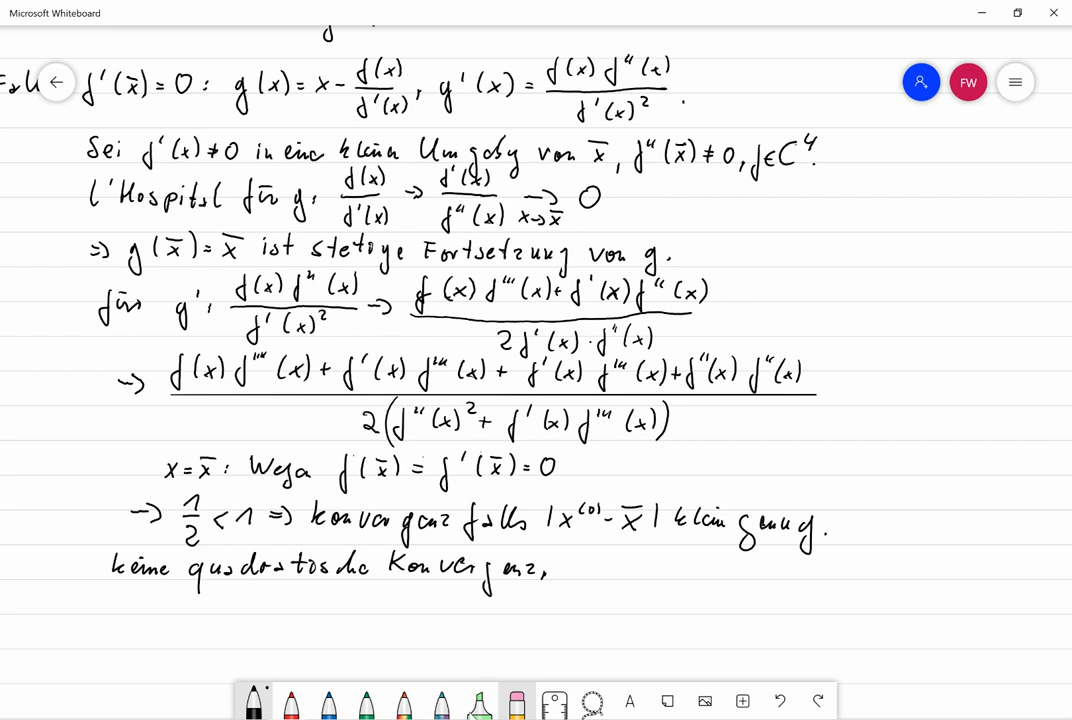 Microsoft Whiteboard
FW
Fall f'(x̄) = 0 : g(x) = x - f(x)/f'(x), g'(x) = f(x) f''(x) / f'(x)².
Sei f'(x) ≠ 0 in einer kleinen Umgebung von x̄, f''(x̄) ≠ 0, f ∈ C⁴.
l'Hospital für g: f(x)/f'(x) → f'(x)/f''(x) → 0 x→x̄
⇒ g(x̄) = x̄ ist stetige Fortsetzung von g.
für g': f(x) f''(x) / f'(x)² → f(x) f'''(x) + f'(x) f''(x) / 2 f'(x) · f''(x)
→ f(x) f''''(x) + f'(x) f'''(x) + f'(x) f'''(x) + f''(x) f''(x) / 2(f''(x)² + f'(x) f'''(x))
x = x̄ : Wegen f(x̄) = f'(x̄) = 0
→ 1/2 < 1 ⇒ Konvergenz falls |x⁽⁰⁾ - x̄| klein genug.
keine quadratische Konvergenz,
A